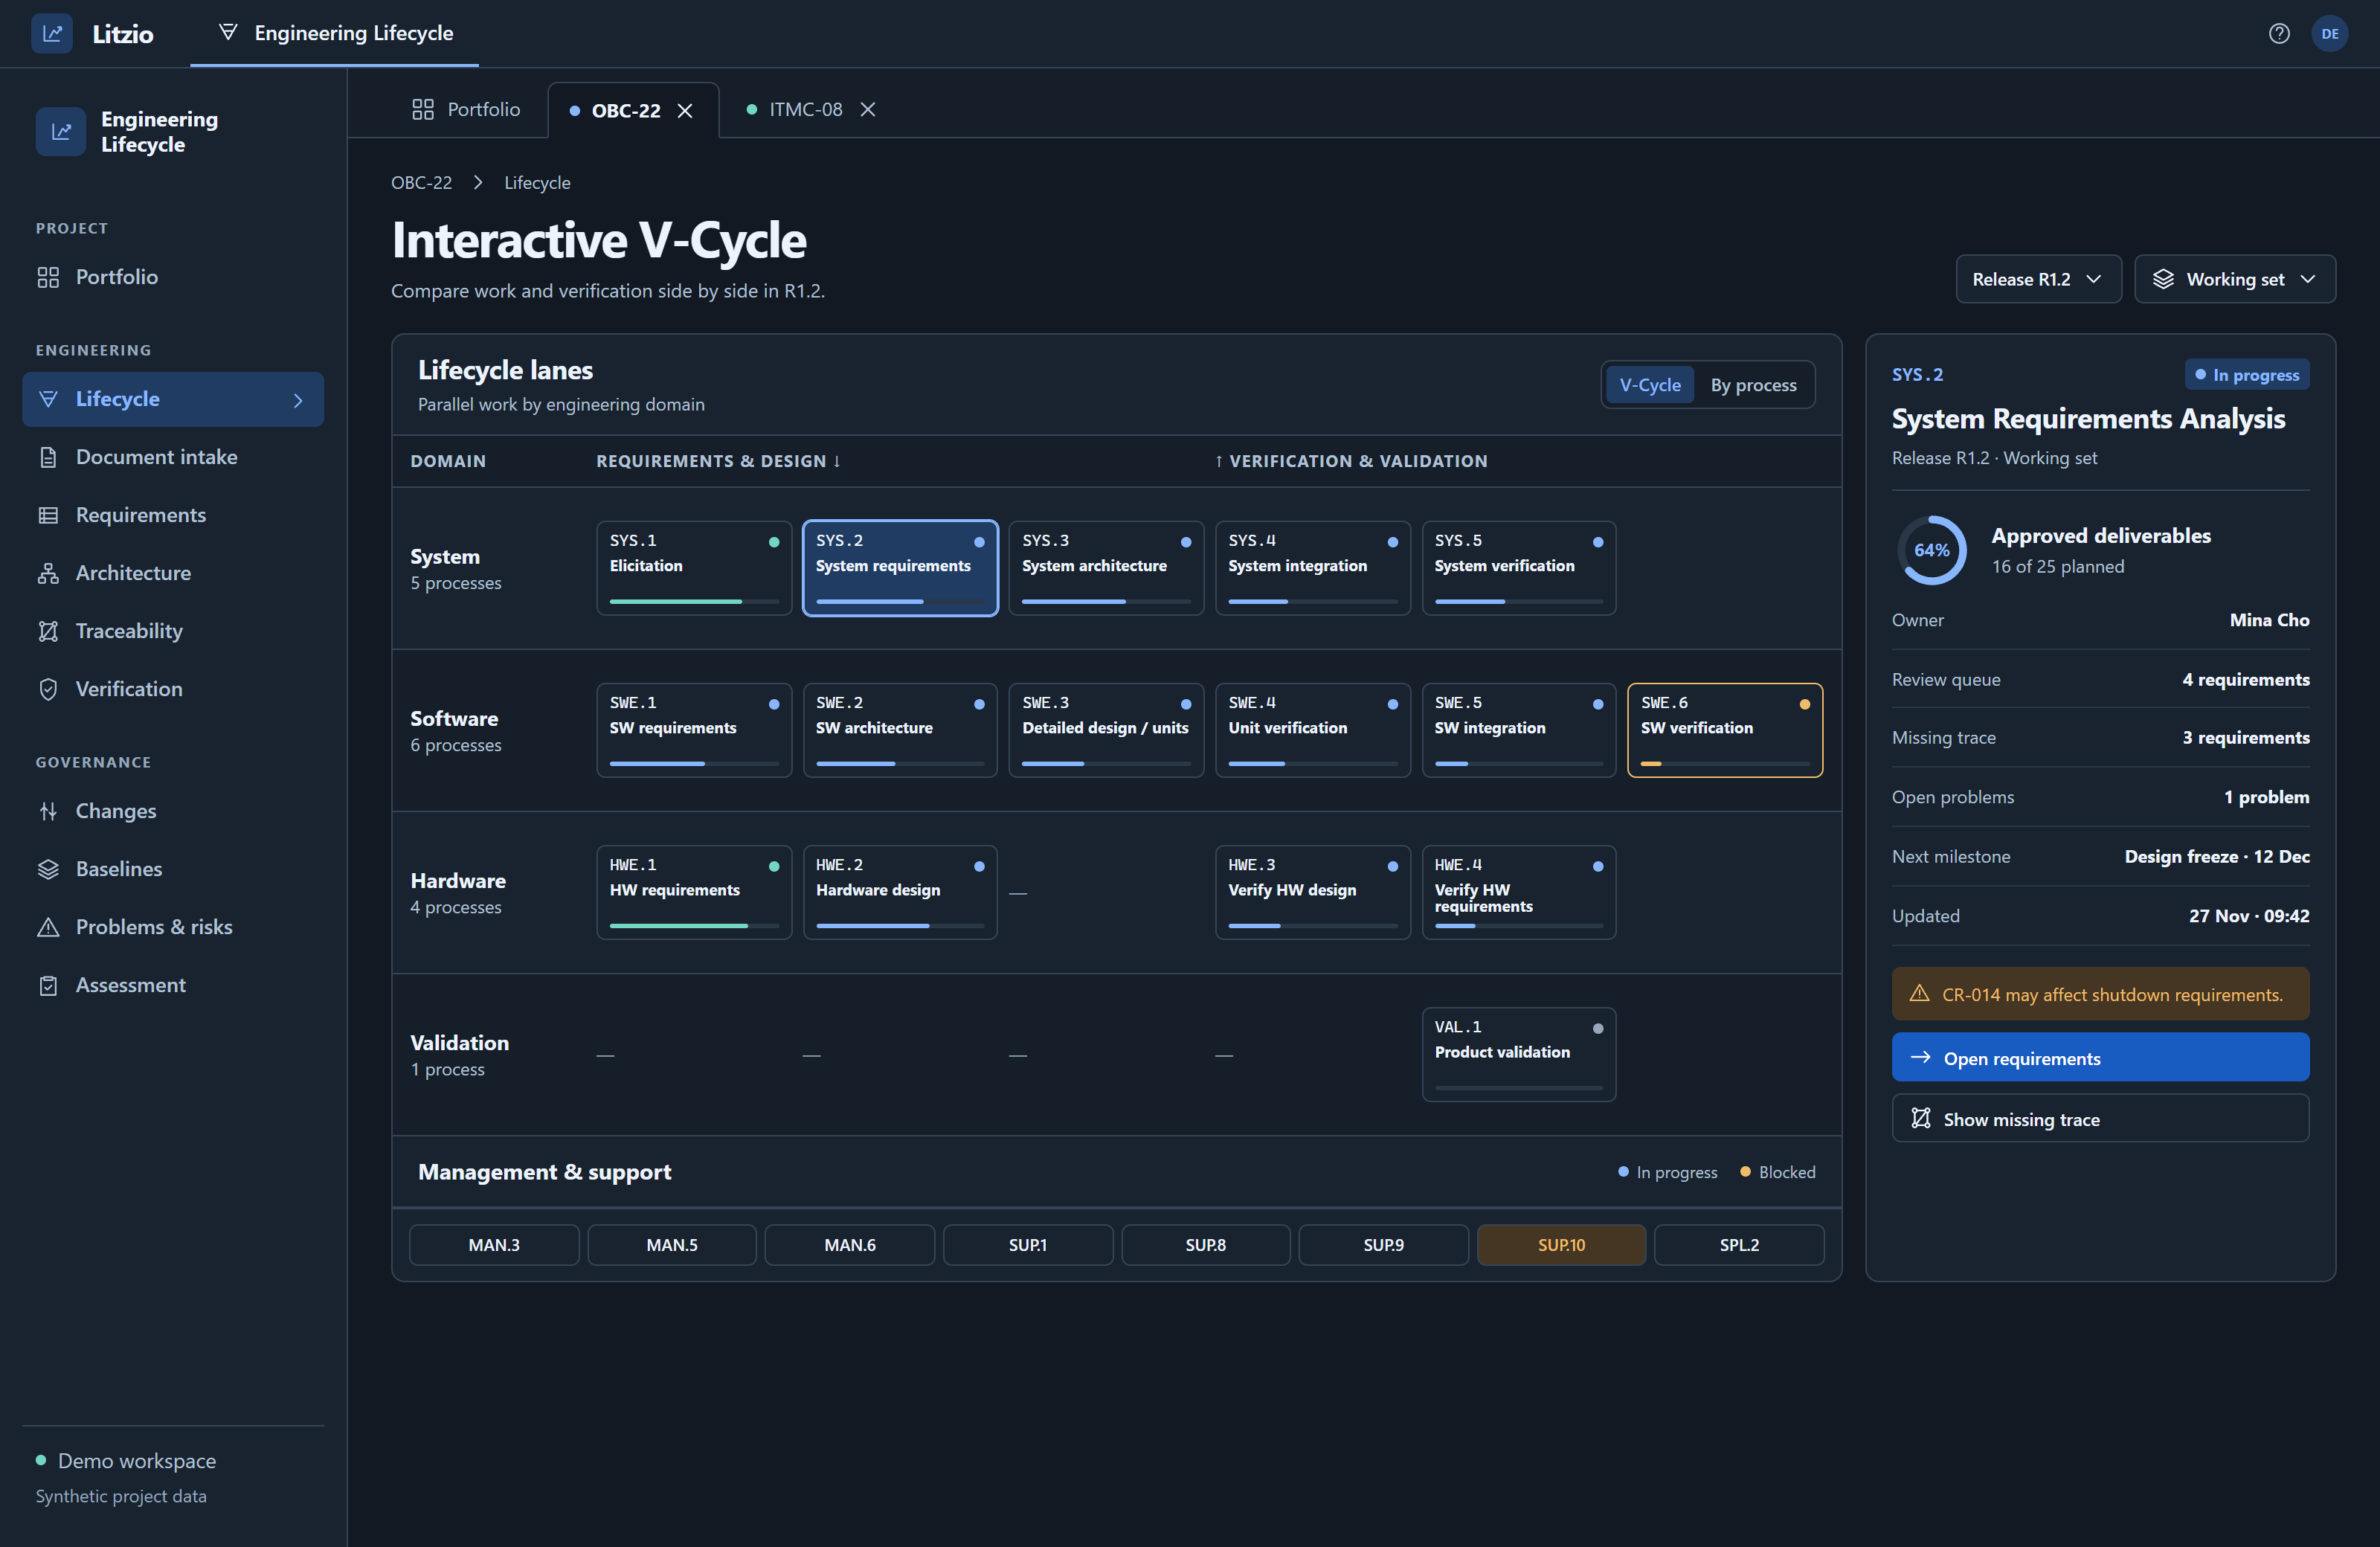 Litzio
Engineering Lifecycle
DE
Engineering
Lifecycle
PROJECT
Portfolio
ENGINEERING
Lifecycle
Document intake
Requirements
Architecture
Traceability
Verification
GOVERNANCE
Changes
Baselines
Problems & risks
Assessment
Demo workspace
Synthetic project data
Portfolio
OBC-22
ITMC-08
OBC-22 > Lifecycle
Interactive V-Cycle
Compare work and verification side by side in R1.2.
Release R1.2
Working set
Lifecycle lanes
Parallel work by engineering domain
V-Cycle
By process
DOMAIN
REQUIREMENTS & DESIGN ↓
↑ VERIFICATION & VALIDATION
System
5 processes
SYS.1
Elicitation
SYS.2
System requirements
SYS.3
System architecture
SYS.4
System integration
SYS.5
System verification
Software
6 processes
SWE.1
SW requirements
SWE.2
SW architecture
SWE.3
Detailed design / units
SWE.4
Unit verification
SWE.5
SW integration
SWE.6
SW verification
Hardware
4 processes
HWE.1
HW requirements
HWE.2
Hardware design
—
HWE.3
Verify HW design
HWE.4
Verify HW
requirements
Validation
1 process
—
—
—
—
VAL.1
Product validation
Management & support
In progress
Blocked
MAN.3
MAN.5
MAN.6
SUP.1
SUP.8
SUP.9
SUP.10
SPL.2
SYS.2
In progress
System Requirements Analysis
Release R1.2 · Working set
64%
Approved deliverables
16 of 25 planned
Owner
Mina Cho
Review queue
4 requirements
Missing trace
3 requirements
Open problems
1 problem
Next milestone
Design freeze · 12 Dec
Updated
27 Nov · 09:42
CR-014 may affect shutdown requirements.
Open requirements
Show missing trace